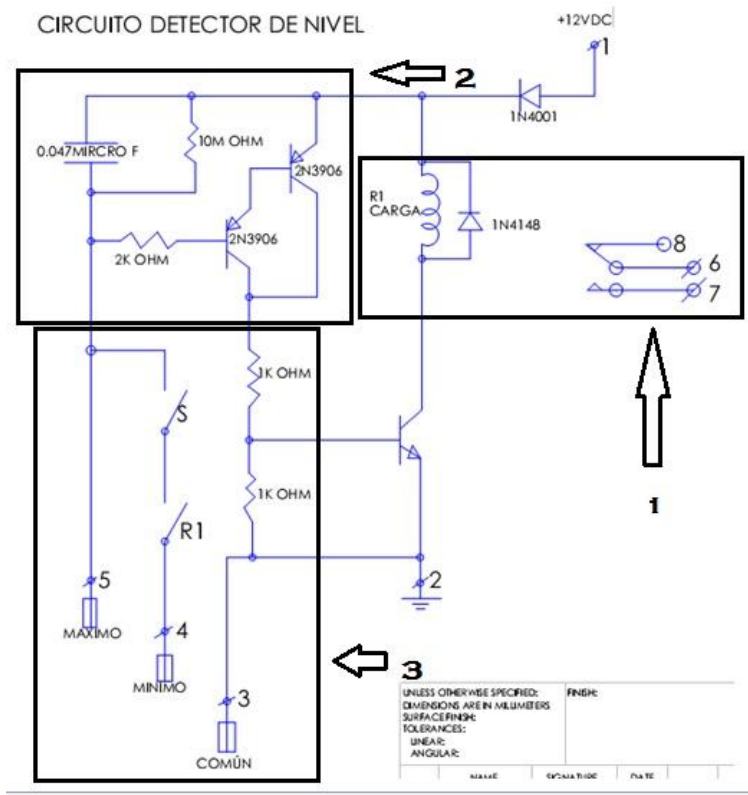 CIRCUITO DETECTOR DE NIVEL
+12VDC
1
2
1N4001
0.047MIRCRO F
10M OHM
2N3906
R1
CARGA
1N4148
2N3906
8
2K OHM
6
7
1K OHM
S
1
1K OHM
R1
5
2
MAXIMO
4
3
MINIMO
3
COMÚN
UNLESS OTHERWISE SPECIFIED:
FINISH:
DIMENSIONS ARE IN MILLIMETERS
SURFACE FINISH:
TOLERANCES:
LINEAR:
ANGULAR:
NAME
SIGNATURE
DATE